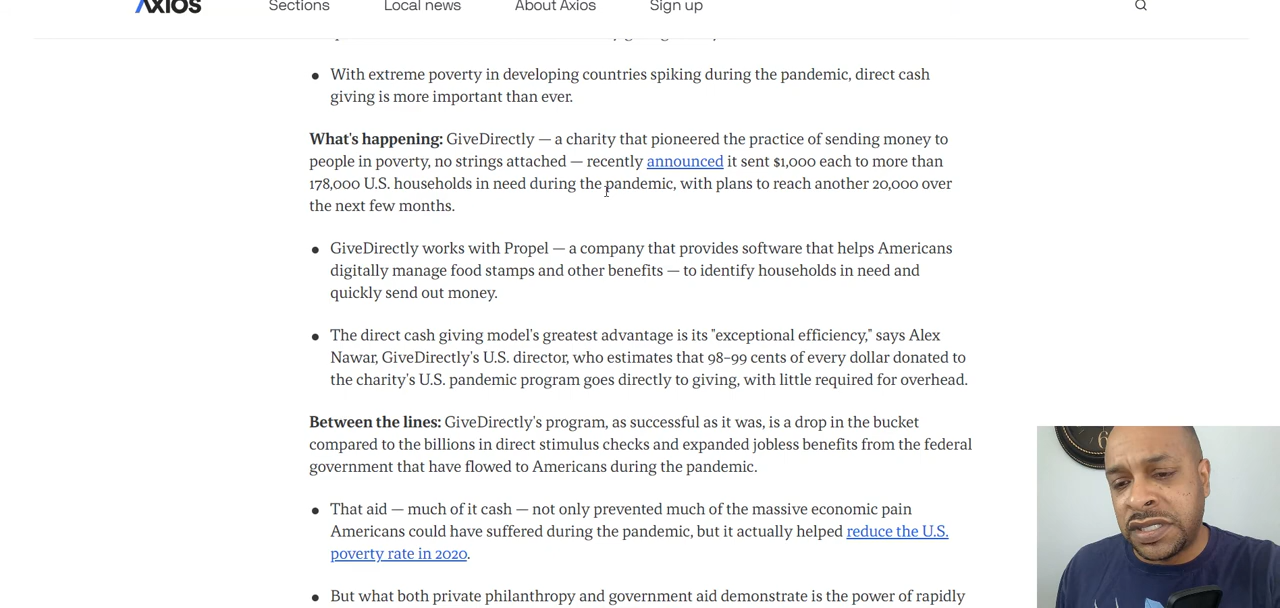 AXIOS Sections Local news About Axios Sign up
With extreme poverty in developing countries spiking during the pandemic, direct cash
giving is more important than ever.
What's happening: GiveDirectly — a charity that pioneered the practice of sending money to
people in poverty, no strings attached — recently announced it sent $1,000 each to more than
178,000 U.S. households in need during the pandemic, with plans to reach another 20,000 over
the next few months.
GiveDirectly works with Propel — a company that provides software that helps Americans
digitally manage food stamps and other benefits — to identify households in need and
quickly send out money.
The direct cash giving model's greatest advantage is its "exceptional efficiency," says Alex
Nawar, GiveDirectly's U.S. director, who estimates that 98-99 cents of every dollar donated to
the charity's U.S. pandemic program goes directly to giving, with little required for overhead.
Between the lines: GiveDirectly's program, as successful as it was, is a drop in the bucket
compared to the billions in direct stimulus checks and expanded jobless benefits from the federal
government that have flowed to Americans during the pandemic.
That aid — much of it cash — not only prevented much of the massive economic pain
Americans could have suffered during the pandemic, but it actually helped reduce the U.S.
poverty rate in 2020.
But what both private philanthropy and government aid demonstrate is the power of rapidly